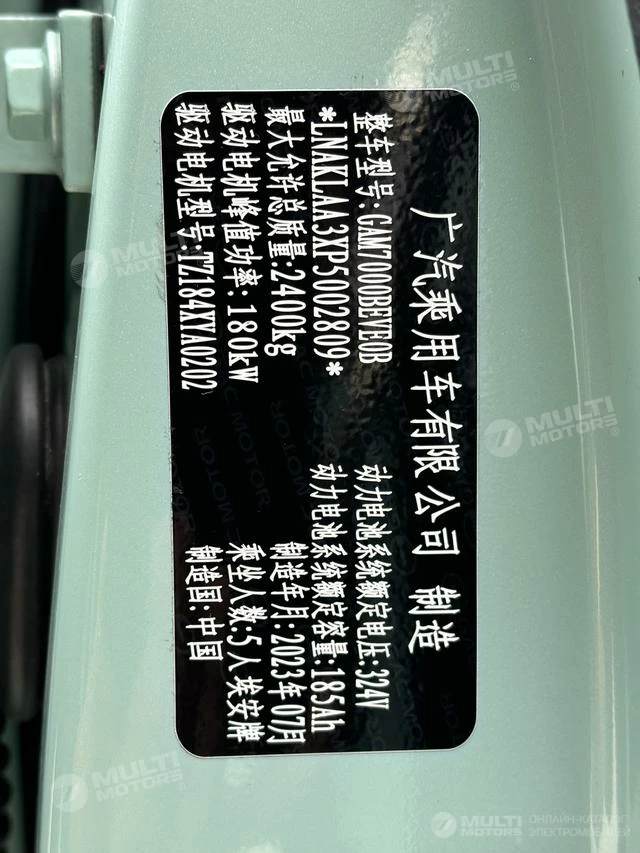 广汽乘用车有限公司 制造
整车型号:GAM7000BEVE0B 动力电池系统额定电压:324V
*LNAKLAA3XP5002809* 动力电池系统额定容量:185Ah
最大允许总质量:2400kg 制造年月:2023年07月
驱动电机峰值功率:180kW 乘坐人数:5人 埃安牌
驱动电机型号:TZ184XYA0202 制造国:中国
MULTI MOTORS®
MULTI MOTORS®
MULTI MOTORS®
MULTI MOTORS®
MULTI MOTORS® ОНЛАЙН-КАТАЛОГ ЭЛЕКТРОМОБИЛЕЙ